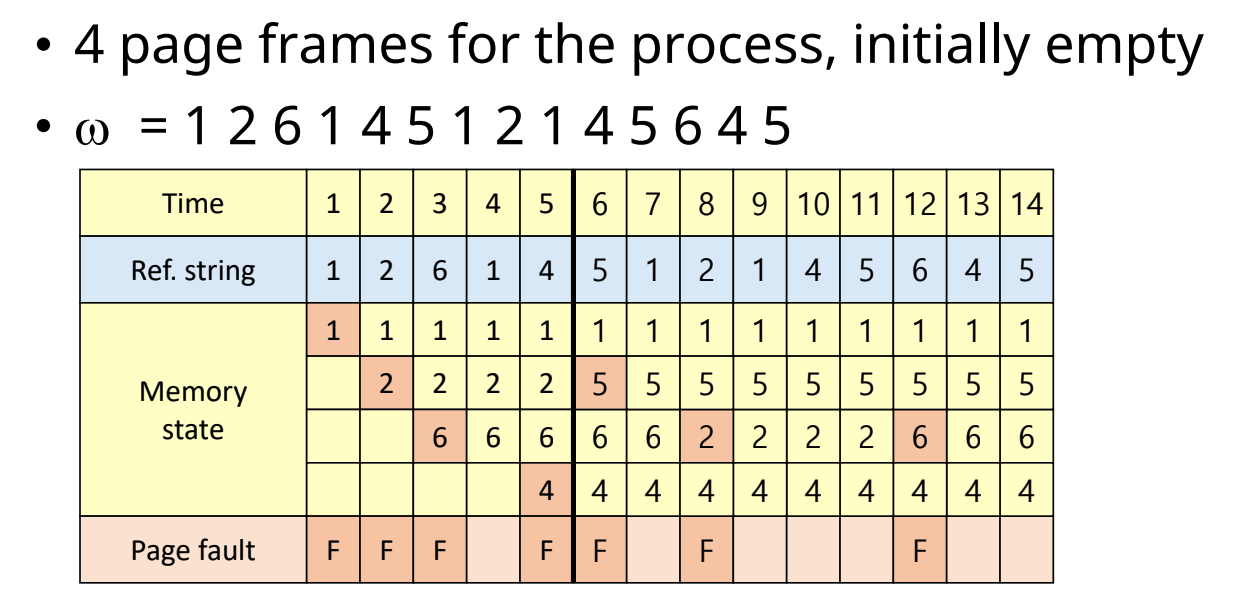 • 4 page frames for the process, initially empty
• ω = 1 2 6 1 4 5 1 2 1 4 5 6 4 5
Time 1 2 3 4 5 6 7 8 9 10 11 12 13 14
Ref. string 1 2 6 1 4 5 1 2 1 4 5 6 4 5
1 1 1 1 1 1 1 1 1 1 1 1 1 1
Memory
2 2 2 2 5 5 5 5 5 5 5 5 5
state
6 6 6 6 6 2 2 2 2 6 6 6
4 4 4 4 4 4 4 4 4 4
Page fault F F F F F F F